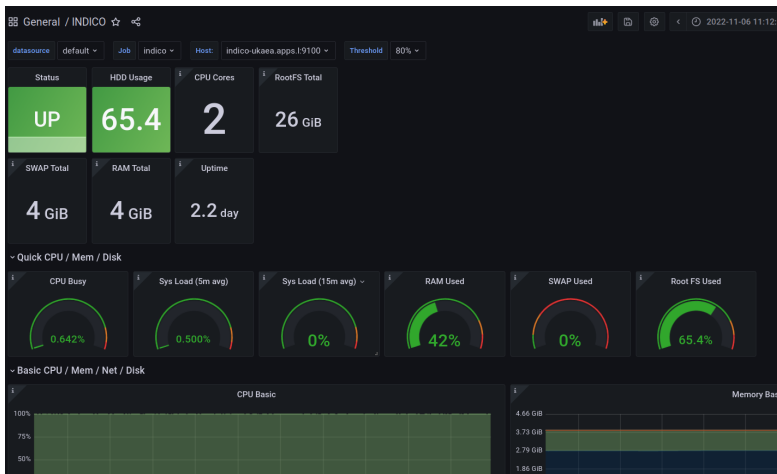 General / INDICO
2022-11-06 11:12:
datasource default Job indico Host: indico-ukaea.apps.l:9100 Threshold 80%
Status HDD Usage CPU Cores RootFS Total
UP 65.4 2 26 GiB
SWAP Total RAM Total Uptime
4 GiB 4 GiB 2.2 day
Quick CPU / Mem / Disk
CPU Busy Sys Load (5m avg) Sys Load (15m avg) RAM Used SWAP Used Root FS Used
0.642% 0.500% 0% 42% 0% 65.4%
Basic CPU / Mem / Net / Disk
CPU Basic Memory Bas
100% 4.66 GiB
75% 3.73 GiB
50% 2.79 GiB
1.86 GiB